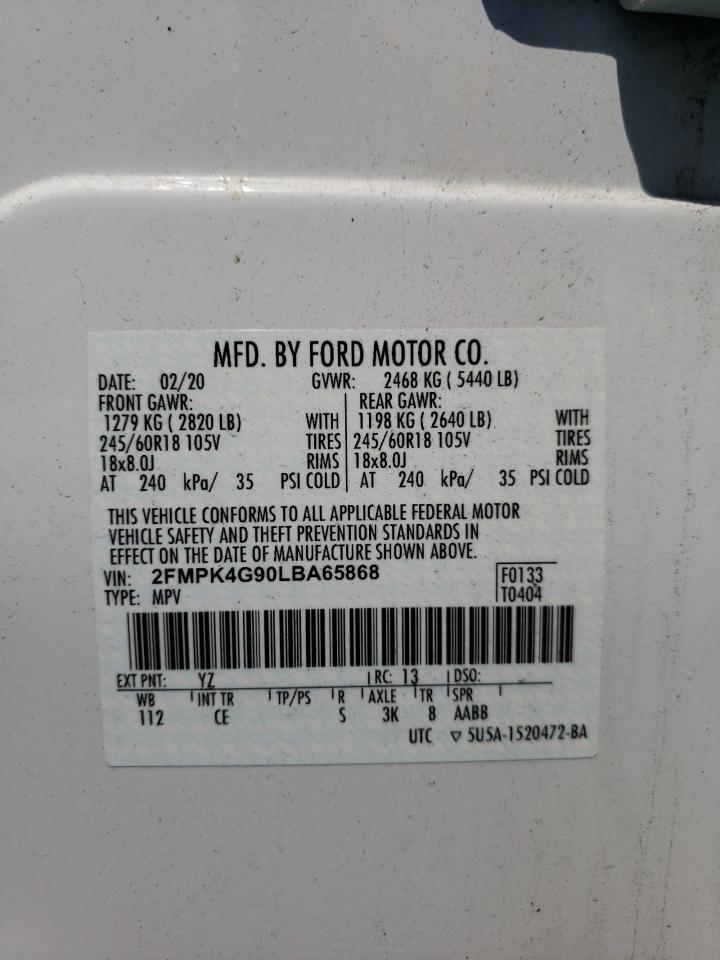 MFD. BY FORD MOTOR CO.
DATE: 02/20 GVWR: 2468 KG ( 5440 LB)
FRONT GAWR: REAR GAWR:
1279 KG ( 2820 LB) WITH 1198 KG ( 2640 LB) WITH
245/60R18 105V TIRES 245/60R18 105V TIRES
18x8.0J RIMS 18x8.0J RIMS
AT 240 kPa/ 35 PSI COLD AT 240 kPa/ 35 PSI COLD
THIS VEHICLE CONFORMS TO ALL APPLICABLE FEDERAL MOTOR
VEHICLE SAFETY AND THEFT PREVENTION STANDARDS IN
EFFECT ON THE DATE OF MANUFACTURE SHOWN ABOVE.
VIN: 2FMPK4G90LBA65868 F0133
TYPE: MPV T0404
EXT PNT: YZ RC: 13 DSO:
WB INT TR TP/PS R AXLE TR SPR
112 CE S 3K 8 AABB
UTC ▽ 5U5A-1520472-BA